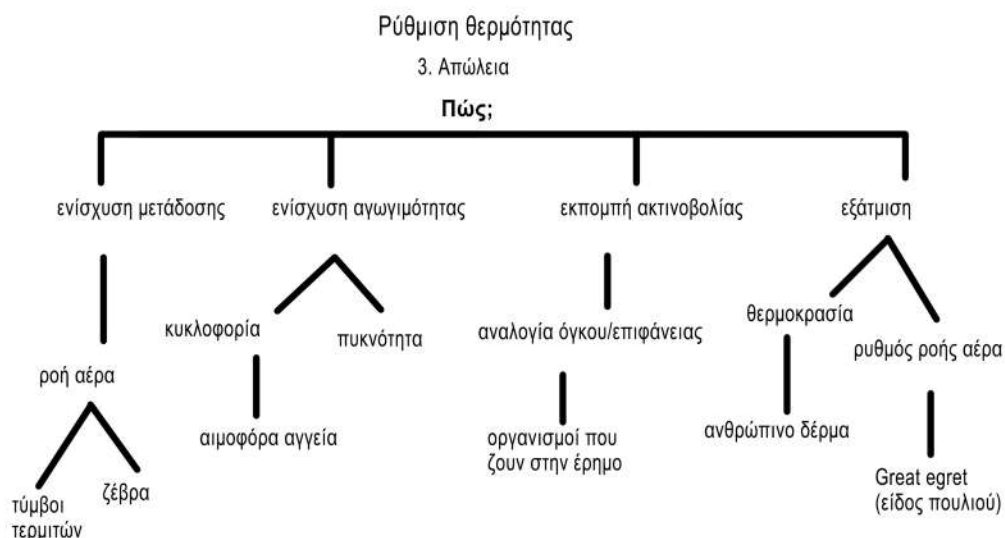 Ρύθμιση θερμότητας
3. Απώλεια
Πώς;
ενίσχυση μετάδοσης
ενίσχυση αγωγιμότητας
εκπομπή ακτινοβολίας
εξάτμιση
κυκλοφορία
πυκνότητα
αναλογία όγκου/επιφάνειας
θερμοκρασία
ρυθμός ροής αέρα
ροή αέρα
αιμοφόρα αγγεία
οργανισμοί που
ζουν στην έρημο
ανθρώπινο δέρμα
τύμβοι
τερμιτών
ζέβρα
Great egret
(είδος πουλιού)